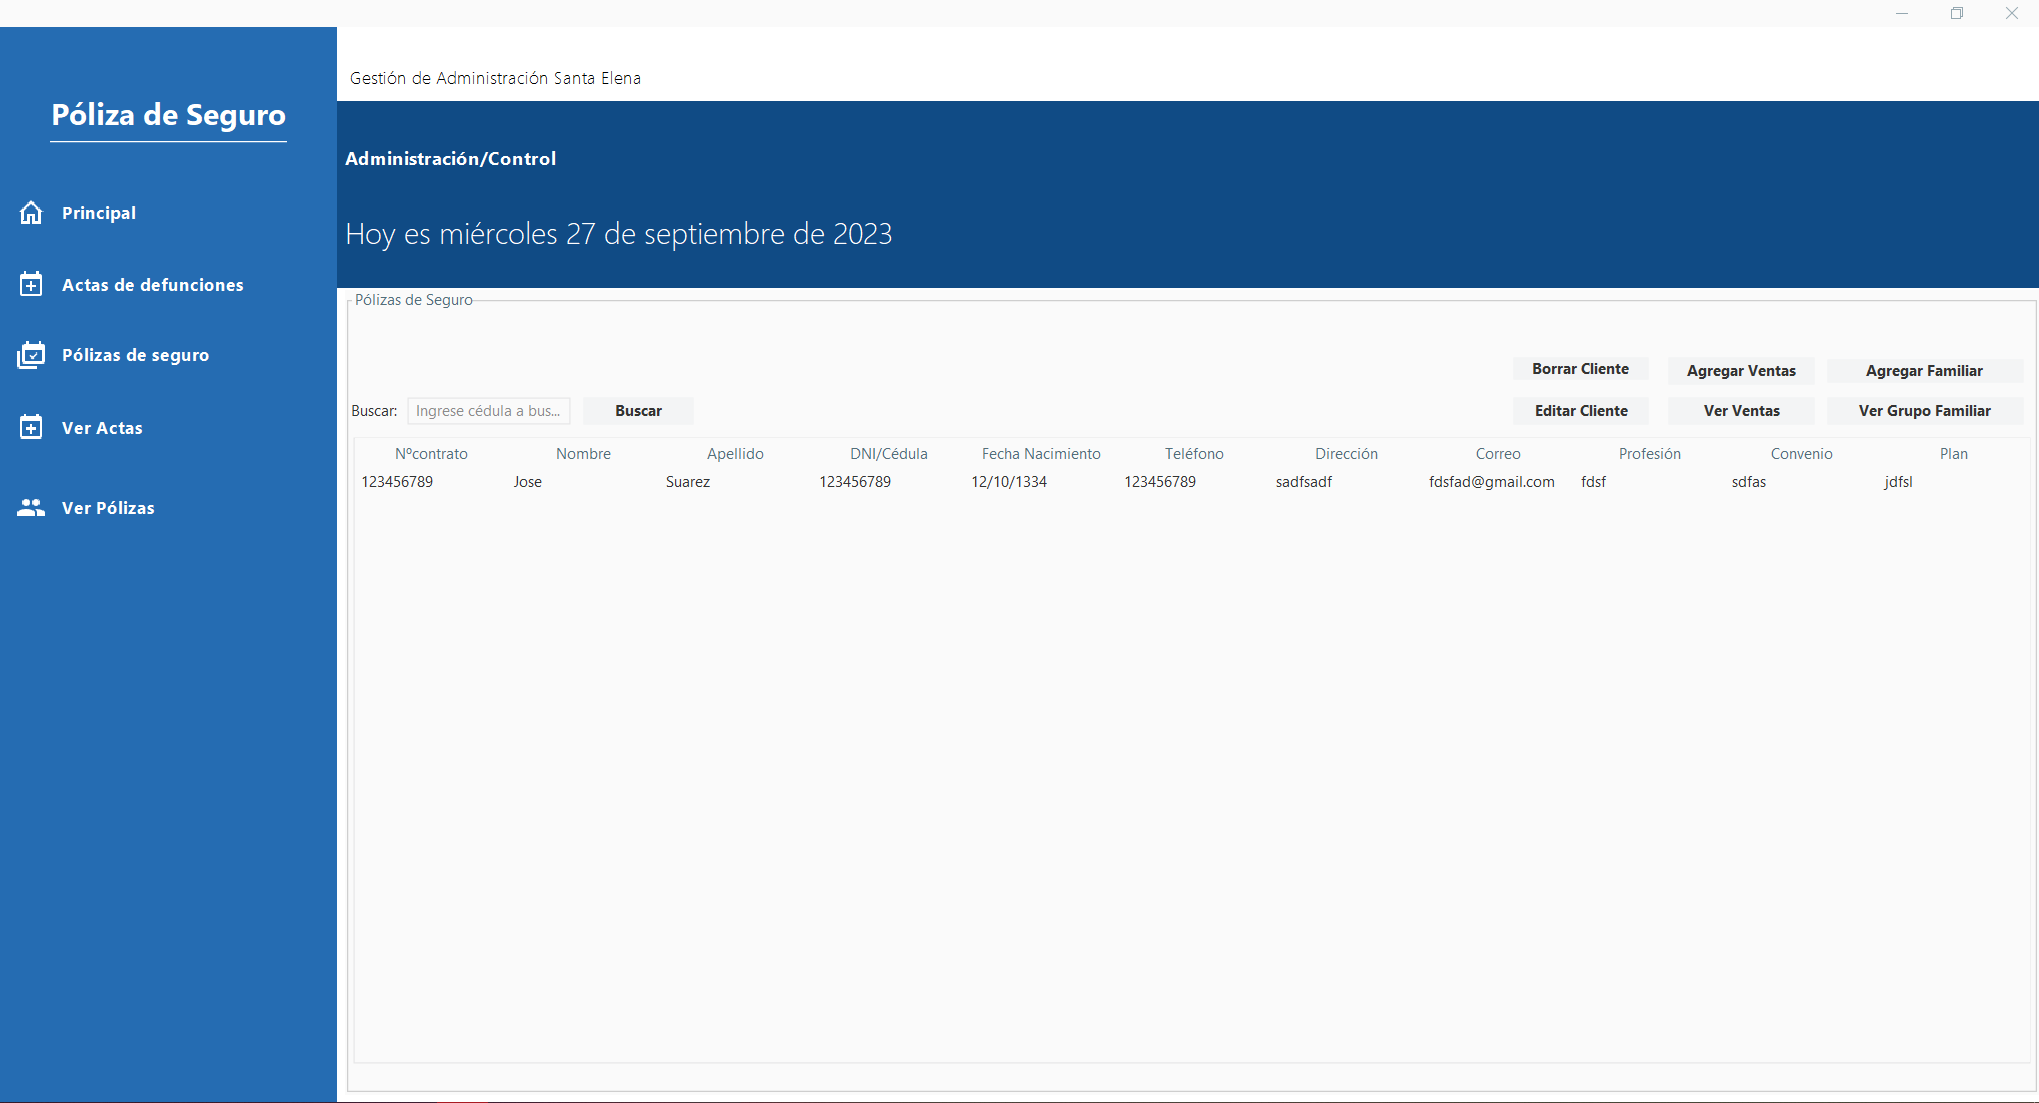 Gestión de Administración Santa Elena
Póliza de Seguro
Principal
Actas de defunciones
Pólizas de seguro
Ver Actas
Ver Pólizas
Administración/Control
Hoy es miércoles 27 de septiembre de 2023
Pólizas de Seguro
Borrar Cliente Agregar Ventas Agregar Familiar
Buscar: Ingrese cédula a bus... Buscar Editar Cliente Ver Ventas Ver Grupo Familiar
Nºcontrato Nombre Apellido DNI/Cédula Fecha Nacimiento Teléfono Dirección Correo Profesión Convenio Plan
123456789 Jose Suarez 123456789 12/10/1334 123456789 sadfsadf fdsfad@gmail.com fdsf sdfas jdfsl